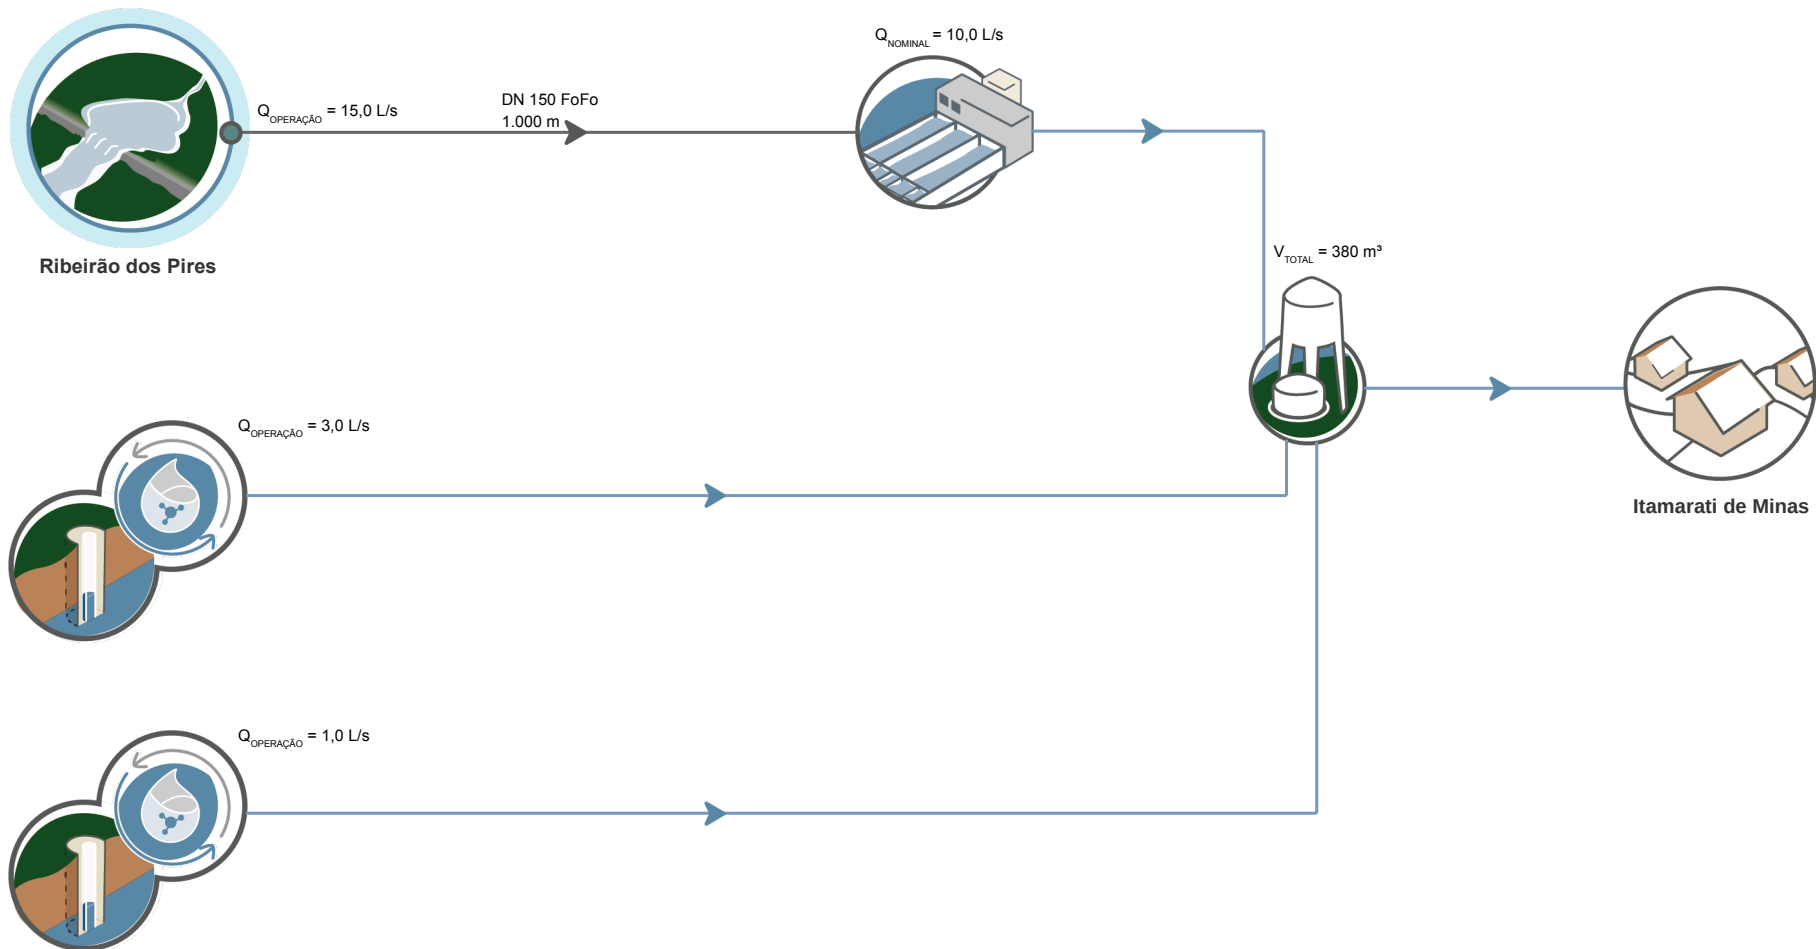 Q NOMINAL = 10,0 L/s
Q OPERAÇÃO = 15,0 L/s
DN 150 FoFo
1.000 m
Ribeirão dos Pires
V TOTAL = 380 m³
Q OPERAÇÃO = 3,0 L/s
Itamarati de Minas
Q OPERAÇÃO = 1,0 L/s